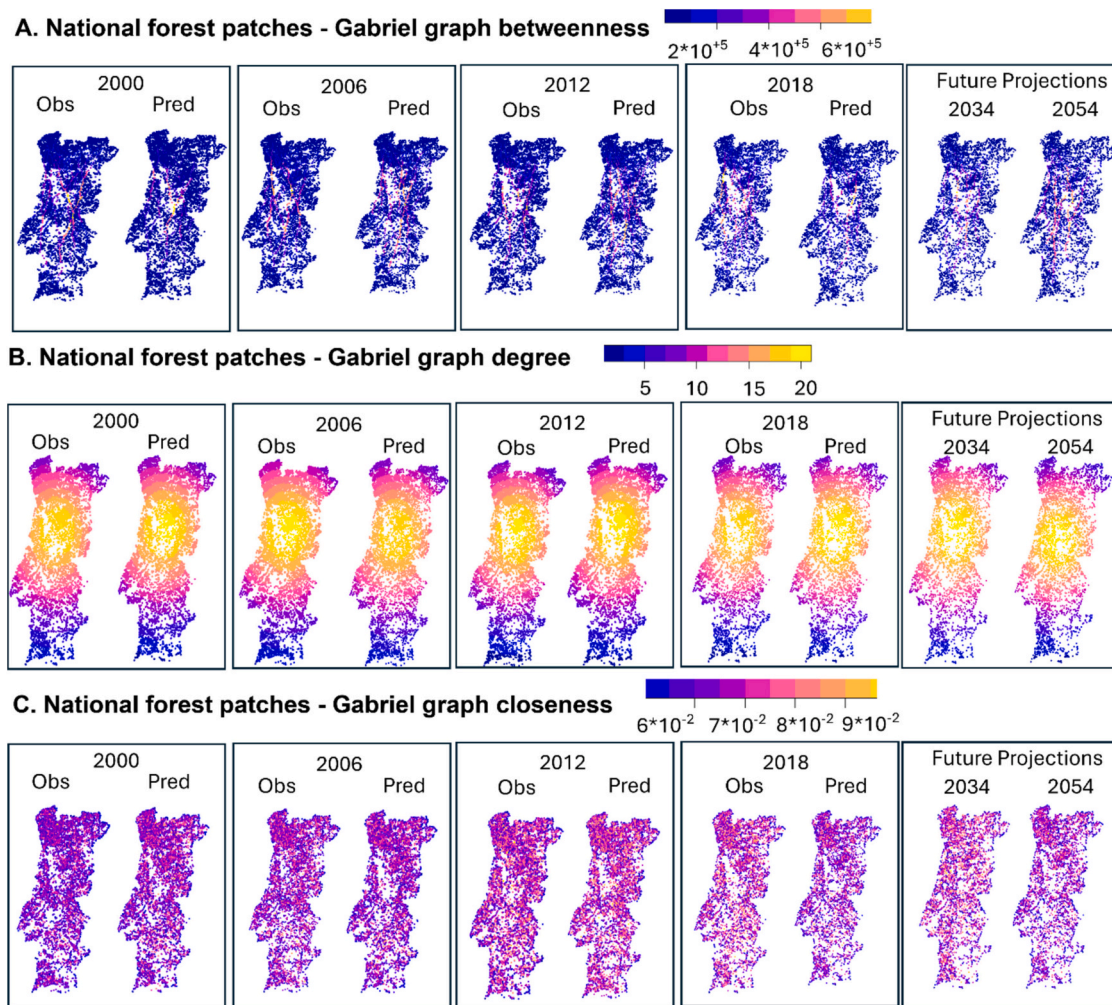 A. National forest patches - Gabriel graph betweenness
2*10+5 4*10+5 6*10+5
2000 2006 2012 2018 Future Projections
Obs Pred Obs Pred Obs Pred Obs Pred 2034 2054
B. National forest patches - Gabriel graph degree
5 10 15 20
2000 2006 2012 2018 Future Projections
Obs Pred Obs Pred Obs Pred Obs Pred 2034 2054
C. National forest patches - Gabriel graph closeness
6*10-2 7*10-2 8*10-2 9*10-2
2000 2006 2012 2018 Future Projections
Obs Pred Obs Pred Obs Pred Obs Pred 2034 2054